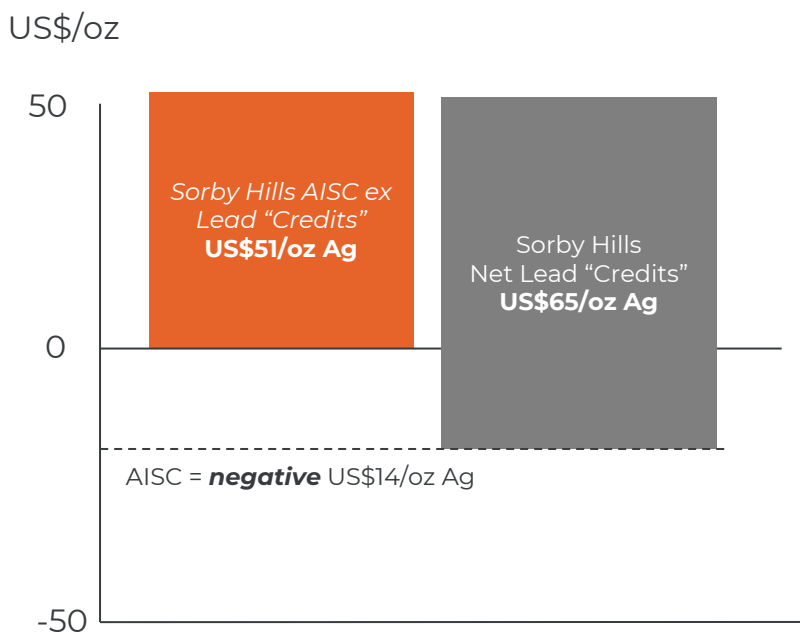 US$/oz
50
Sorby Hills AISC ex
Lead “Credits”
US$51/oz Ag
Sorby Hills
Net Lead “Credits”
US$65/oz Ag
0
AISC = negative US$14/oz Ag
-50